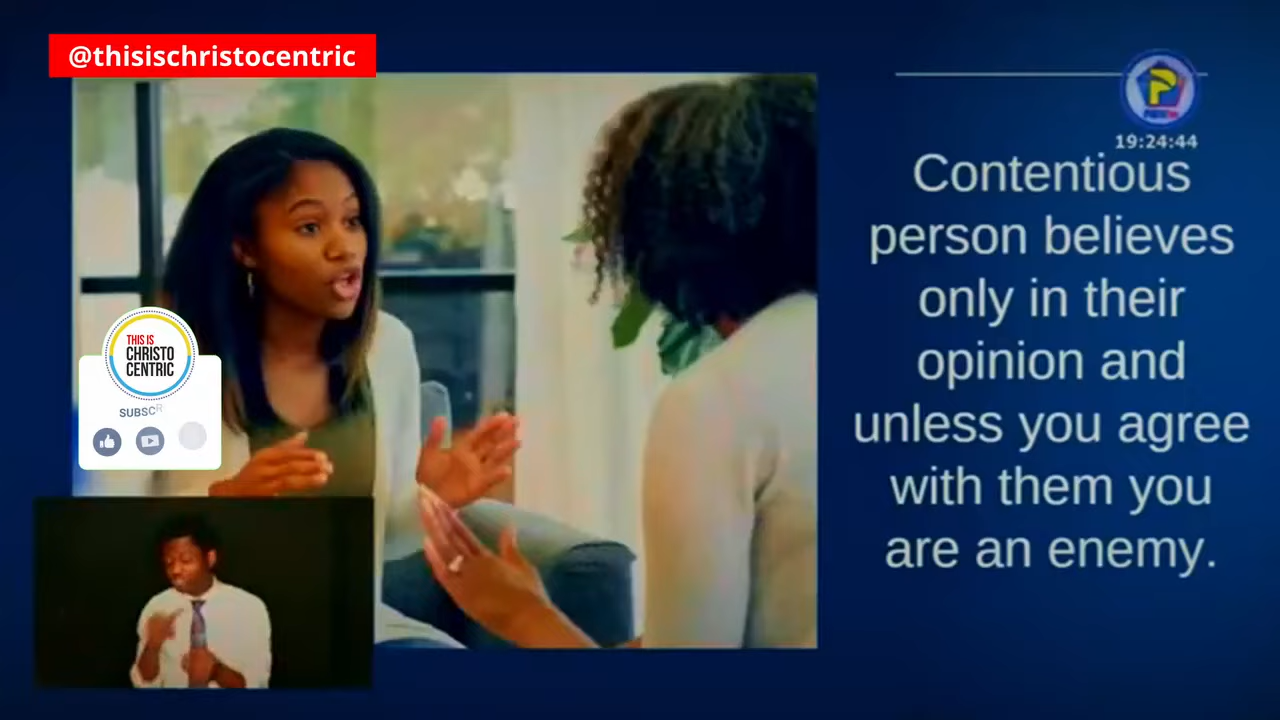 @thisischristocentric
19:24:44
Contentious
person believes
only in their
opinion and
unless you agree
with them you
are an enemy.
THIS IS
CHRISTO
CENTRIC
SUBSCR